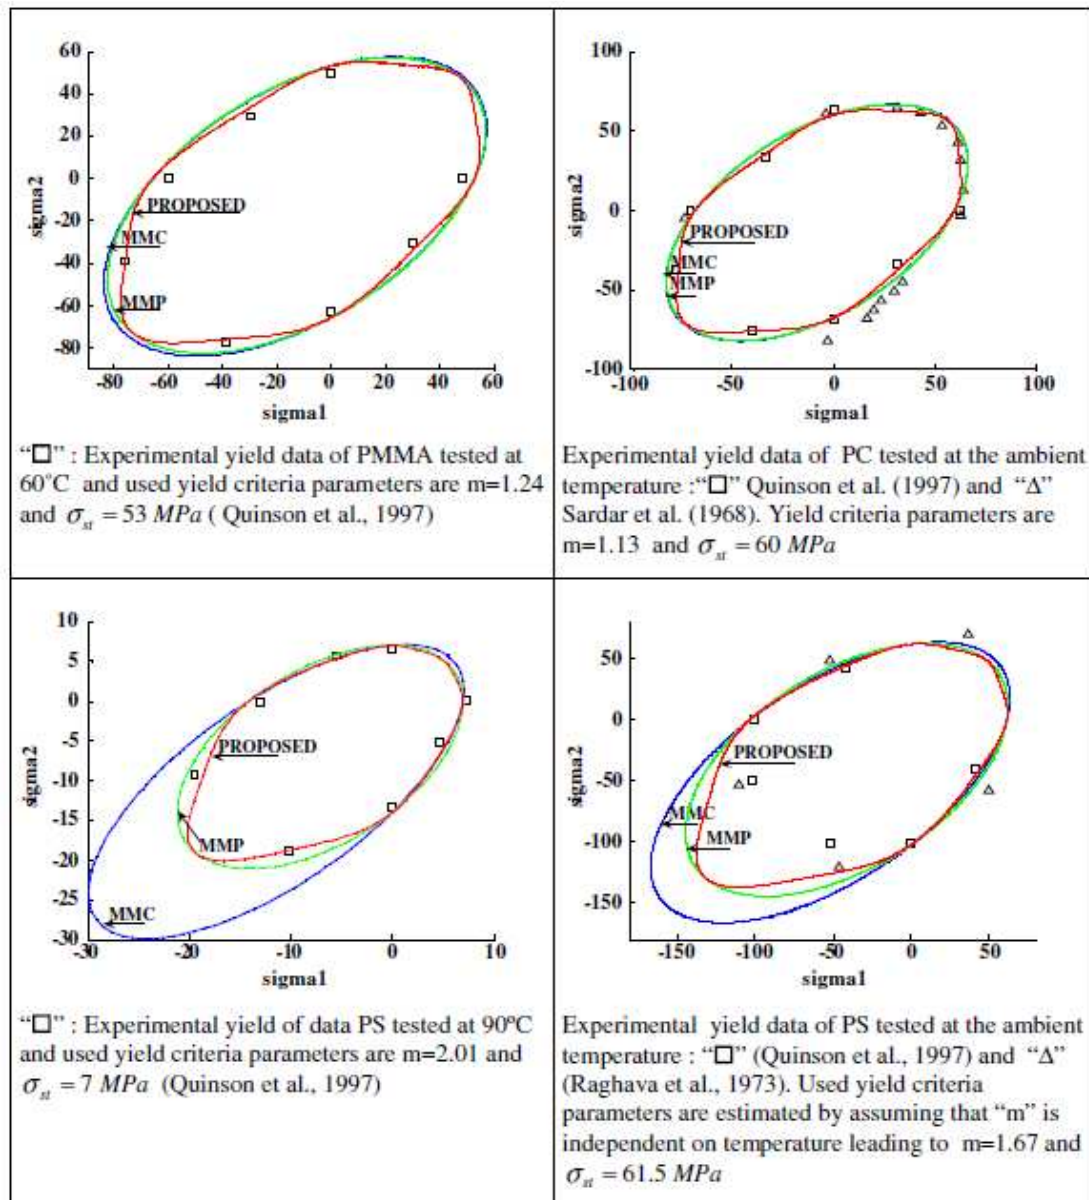 60
40
20
0
-20
-40
-60
-80
sigma2
PROPOSED
MMC
MMP
-80 -60 -40 -20 0 20 40 60
sigma1
“□” : Experimental yield data of PMMA tested at
60°C and used yield criteria parameters are m=1.24
and σst = 53 MPa ( Quinson et al., 1997)
100
50
0
-50
-100
sigma2
PROPOSED
MMC
MMP
-100 -50 0 50 100
sigma1
Experimental yield data of PC tested at the ambient
temperature :“□” Quinson et al. (1997) and “Δ”
Sardar et al. (1968). Yield criteria parameters are
m=1.13 and σst = 60 MPa
10
5
0
-5
-10
-15
-20
-25
-30
sigma2
PROPOSED
MMP
MMC
-30 -20 -10 0 10
sigma1
“□” : Experimental yield of data PS tested at 90ºC
and used yield criteria parameters are m=2.01 and
σst = 7 MPa (Quinson et al., 1997)
50
0
-50
-100
-150
sigma2
PROPOSED
MMC
MMP
-150 -100 -50 0 50
sigma1
Experimental yield data of PS tested at the ambient
temperature : “□” (Quinson et al., 1997) and “Δ”
(Raghava et al., 1973). Used yield criteria
parameters are estimated by assuming that “m” is
independent on temperature leading to m=1.67 and
σst = 61.5 MPa